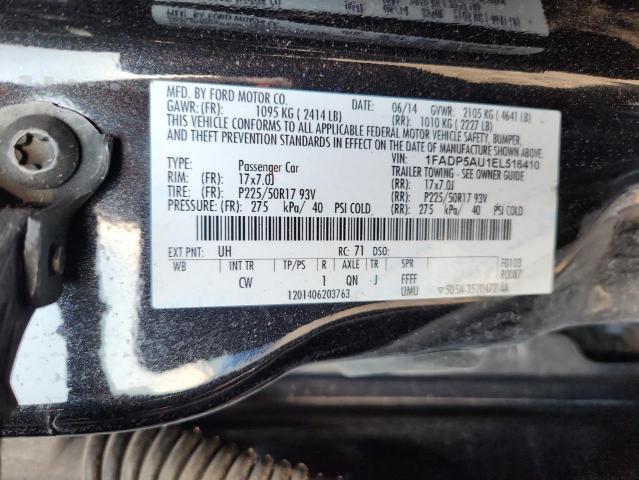 MFD. BY FORD MOTOR CO.
DATE: 06/14 GVWR: 2105 KG ( 4641 LB)
GAWR:(FR): 1095 KG ( 2414 LB) (RR): 1010 KG ( 2227 LB)
THIS VEHICLE CONFORMS TO ALL APPLICABLE FEDERAL MOTOR VEHICLE SAFETY, BUMPER,
AND THEFT PREVENTION STANDARDS IN EFFECT ON THE DATE OF MANUFACTURE SHOWN ABOVE.
VIN: 1FADP5AU1EL516410
TYPE: Passenger Car TRAILER TOWING - SEE OWNER GUIDE
RIM: (FR): 17x7.0J (RR): 17x7.0J
TIRE: (FR): P225/50R17 93V (RR): P225/50R17 93V
PRESSURE: (FR): 275 kPa/ 40 PSI COLD (RR): 275 kPa/ 40 PSI COLD
EXT PNT: UH RC: 71 DSO: F0103
WB INT TR TP/PS R AXLE TR SPR R0087
CW 1 QN J FFFF
1201406203763 UMU 5U5A-3520472-AA